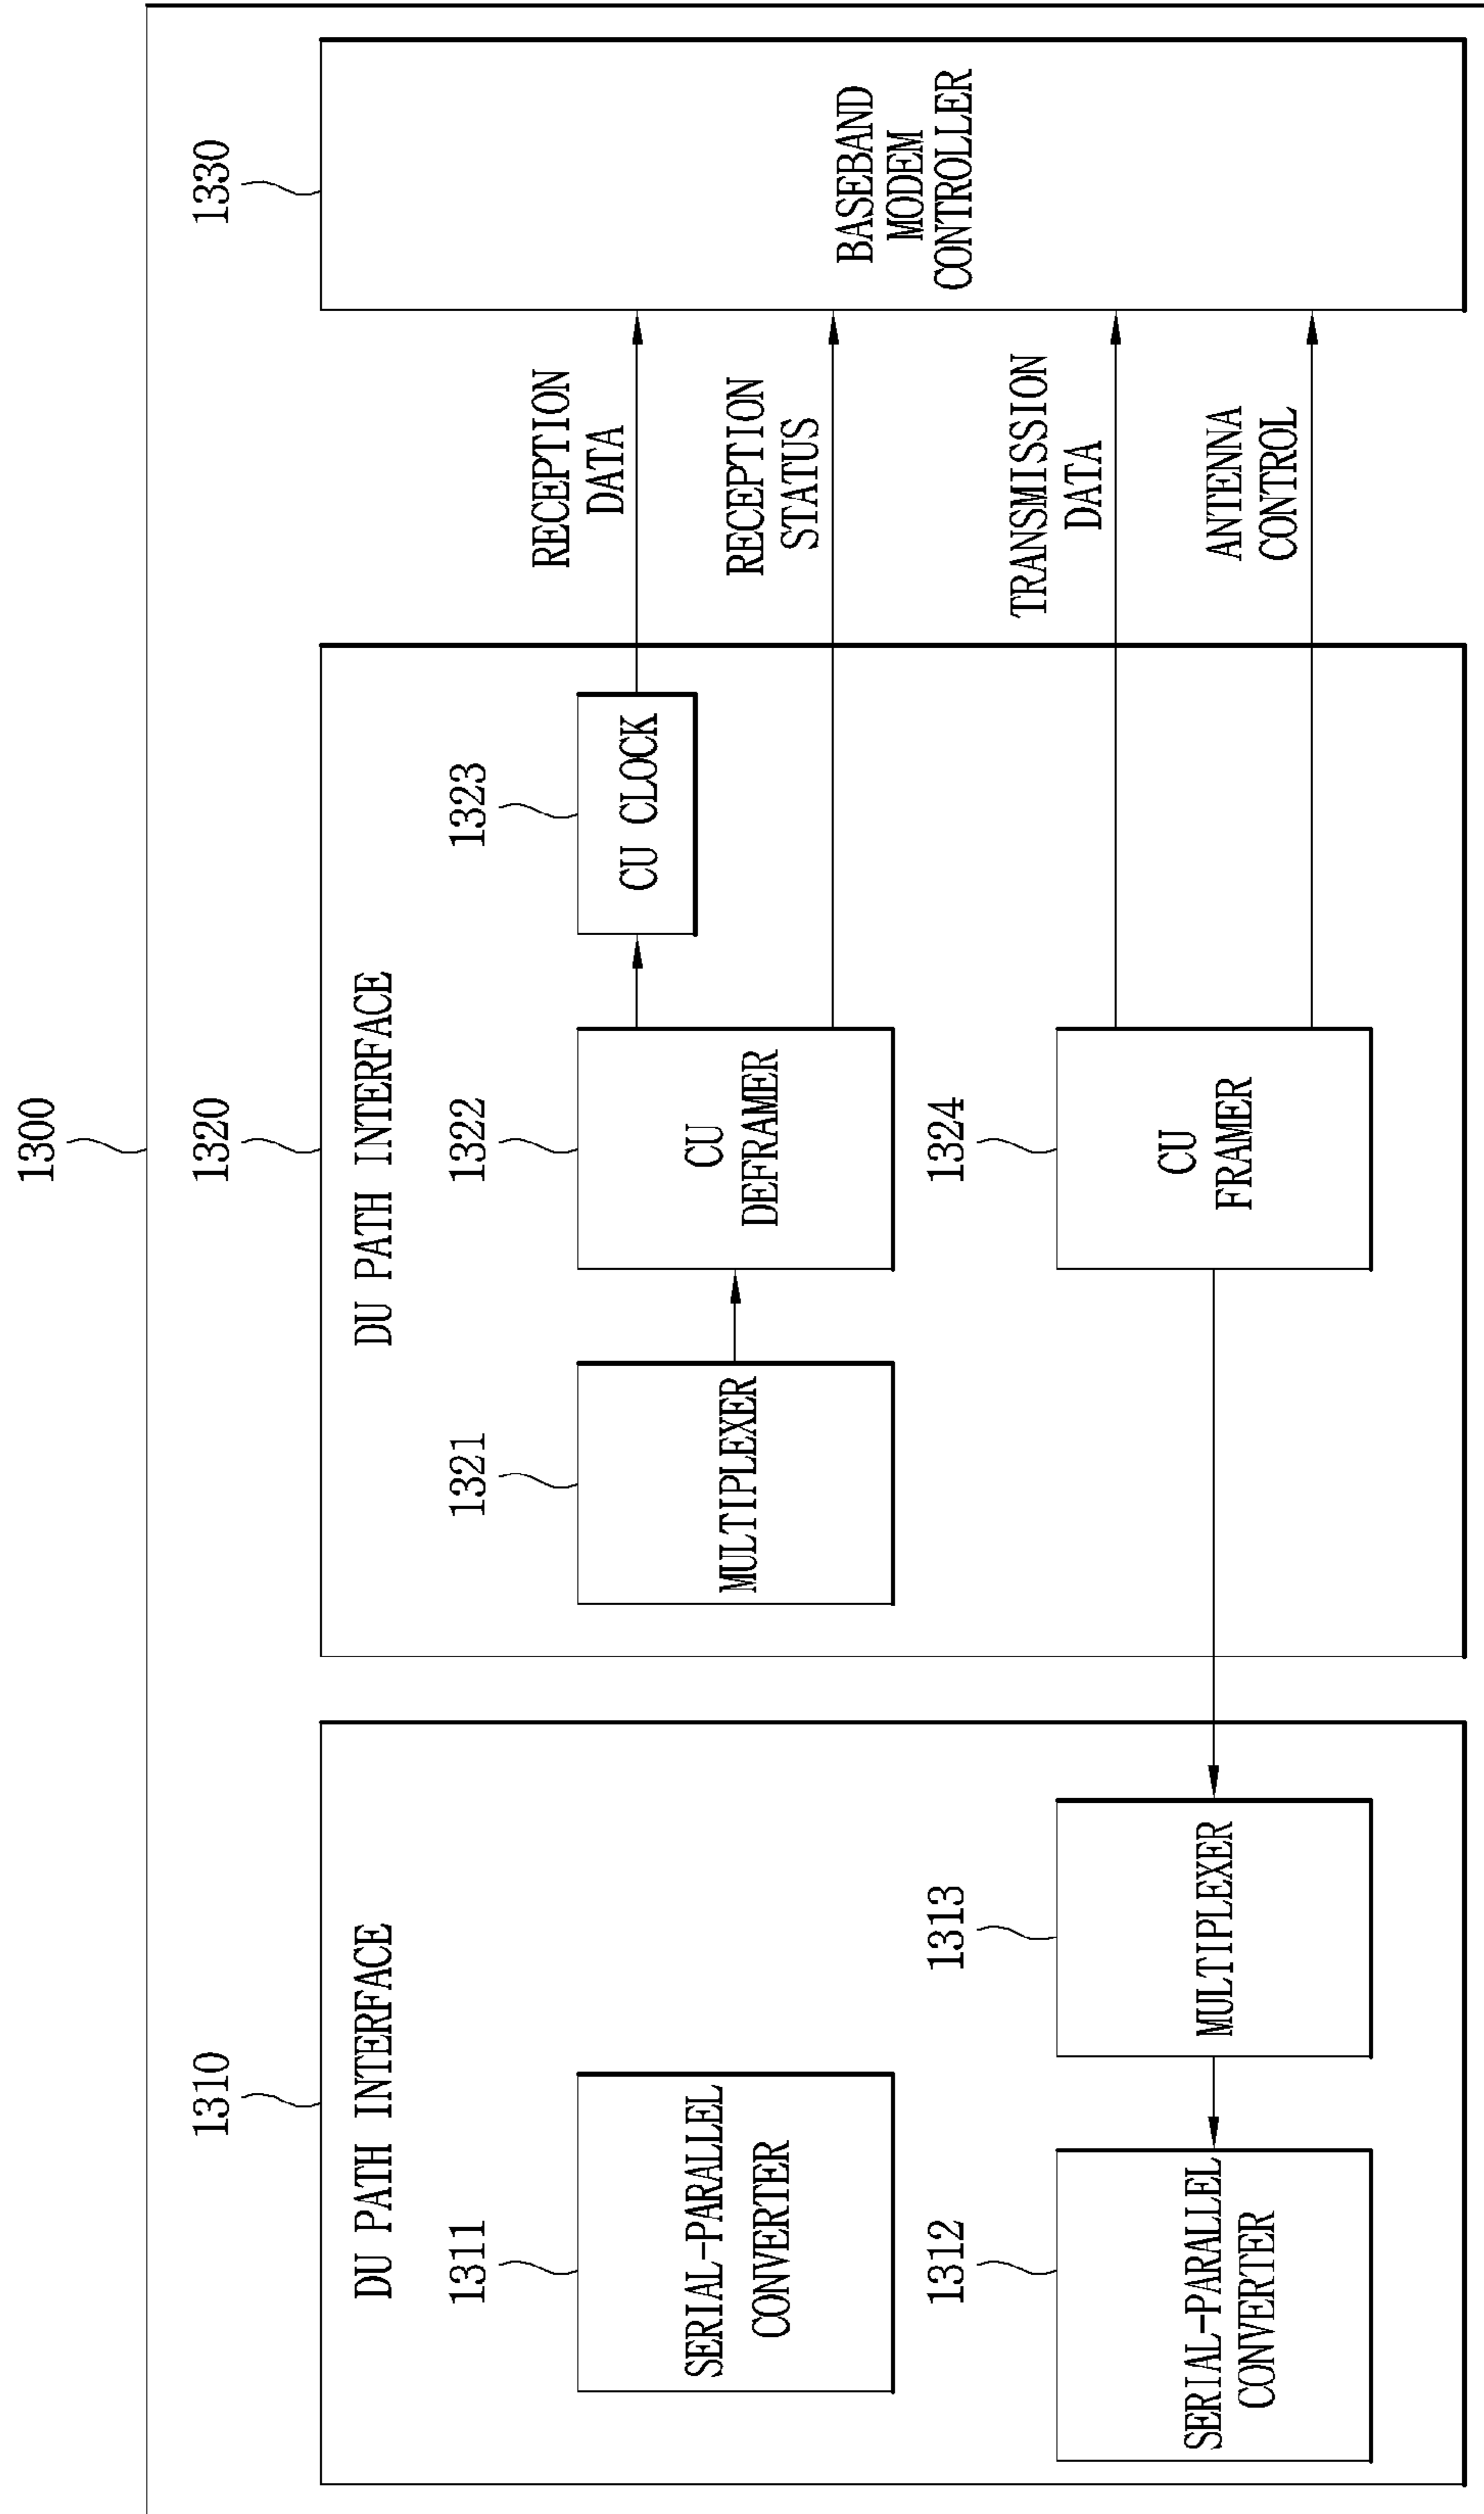 1300
1310
DU PATH INTERFACE
1311
SERIAL-PARALLEL
CONVERTER
1312
SERIAL-PARALLEL
CONVERTER
1313
MULTIPLEXER
1320
DU PATH INTERFACE
1321
MULTIPLEXER
1322
CU
DEFRAMER
1323
CU CLOCK
1324
CU
FRAMER
RECEPTION
DATA
RECEPTION
STATUS
TRANSMISSION
DATA
ANTENNA
CONTROL
1330
BASEBAND
MODEM
CONTROLLER